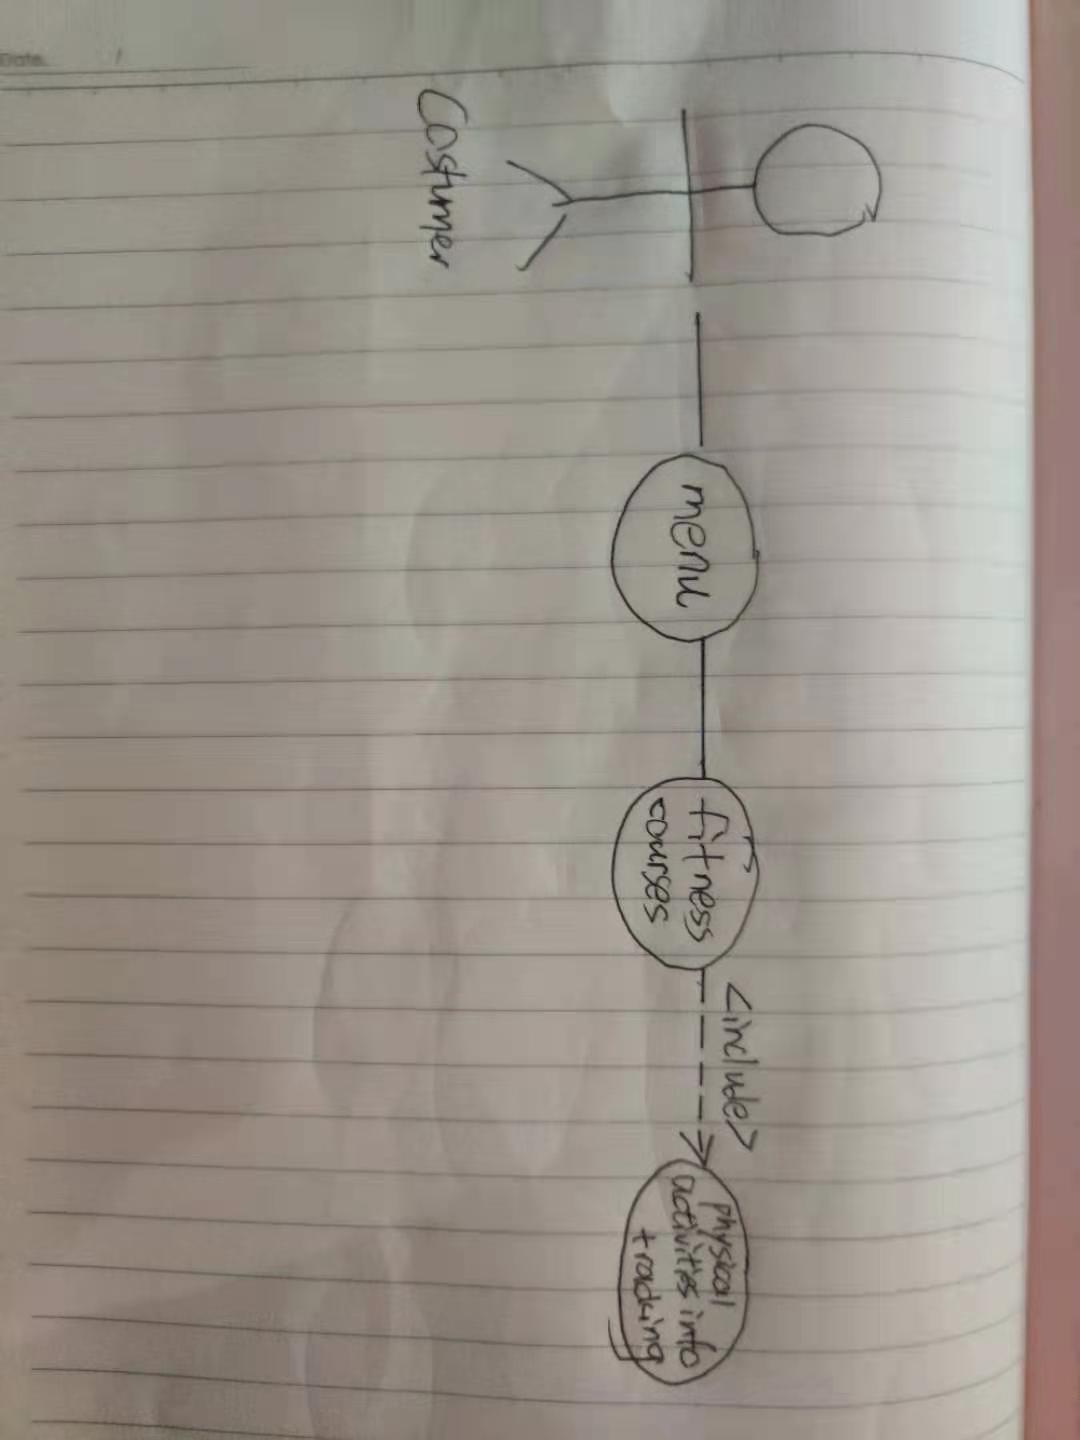 Date. /
Costumer
menu
fitness
courses
<include>
physical
activities info
tracking